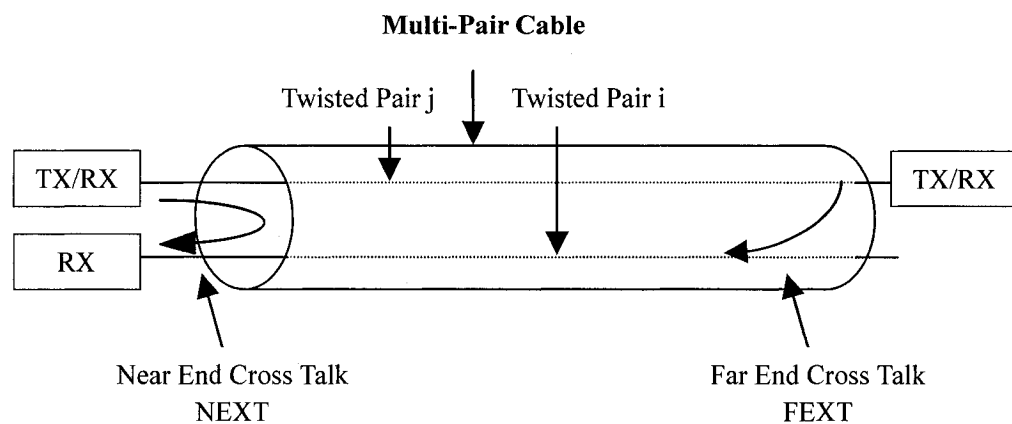 Multi-Pair Cable
Twisted Pair j
Twisted Pair i
TX/RX
TX/RX
RX
Near End Cross Talk
NEXT
Far End Cross Talk
FEXT